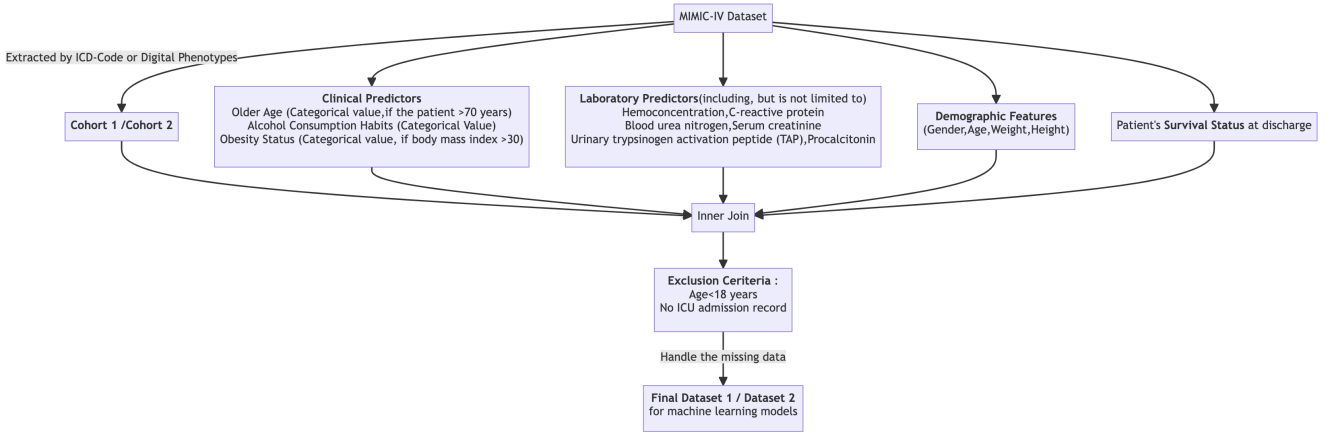 MIMIC-IV Dataset
Extracted by ICD-Code or Digital Phenotypes
Cohort 1 /Cohort 2
Clinical Predictors
Older Age (Categorical value,if the patient >70 years)
Alcohol Consumption Habits (Categorical Value)
Obesity Status (Categorical value, if body mass index >30)
Laboratory Predictors(including, but is not limited to)
Hemoconcentration,C-reactive protein
Blood urea nitrogen,Serum creatinine
Urinary trypsinogen activation peptide (TAP),Procalcitonin
Demographic Features
(Gender,Age,Weight,Height)
Patient's Survival Status at discharge
Inner Join
Exclusion Ceriteria :
Age<18 years
No ICU admission record
Handle the missing data
Final Dataset 1 / Dataset 2
for machine learning models